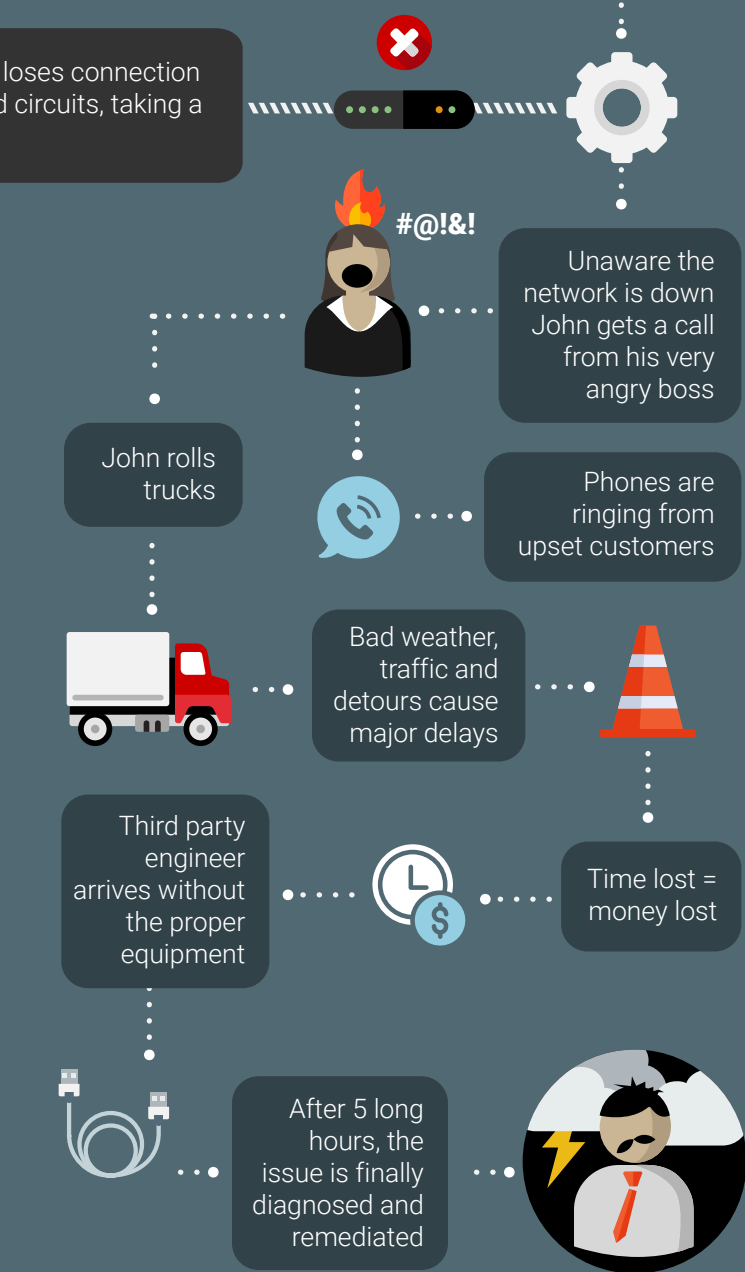 loses connection
d circuits, taking a
#@!&!
Unaware the
network is down
John gets a call
from his very
angry boss
John rolls
trucks
Phones are
ringing from
upset customers
Bad weather,
traffic and
detours cause
major delays
Time lost =
money lost
Third party
engineer
arrives without
the proper
equipment
After 5 long
hours, the
issue is finally
diagnosed and
remediated